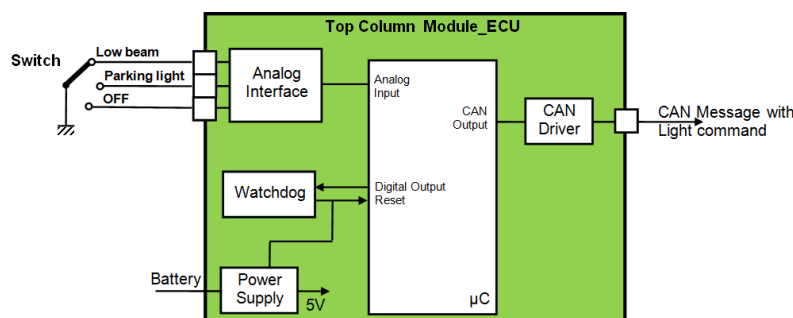 Top Column Module_ECU
Switch
Low beam
Parking light
OFF
Analog
Interface
Analog
Input
CAN
Output
CAN
Driver
CAN Message with
Light command
Watchdog
Digital Output
Reset
Battery
Power
Supply
5V
µC